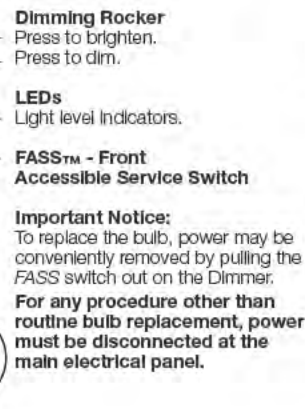 Dimming Rocker
Press to brighten.
Press to dim.
LEDs
Light level Indicators.
FASS™ - Front
Accessible Service Switch
Important Notice:
To replace the bulb, power may be
conveniently removed by pulling the
FASS switch out on the Dimmer.
For any procedure other than
routine bulb replacement, power
must be disconnected at the
main electrical panel.